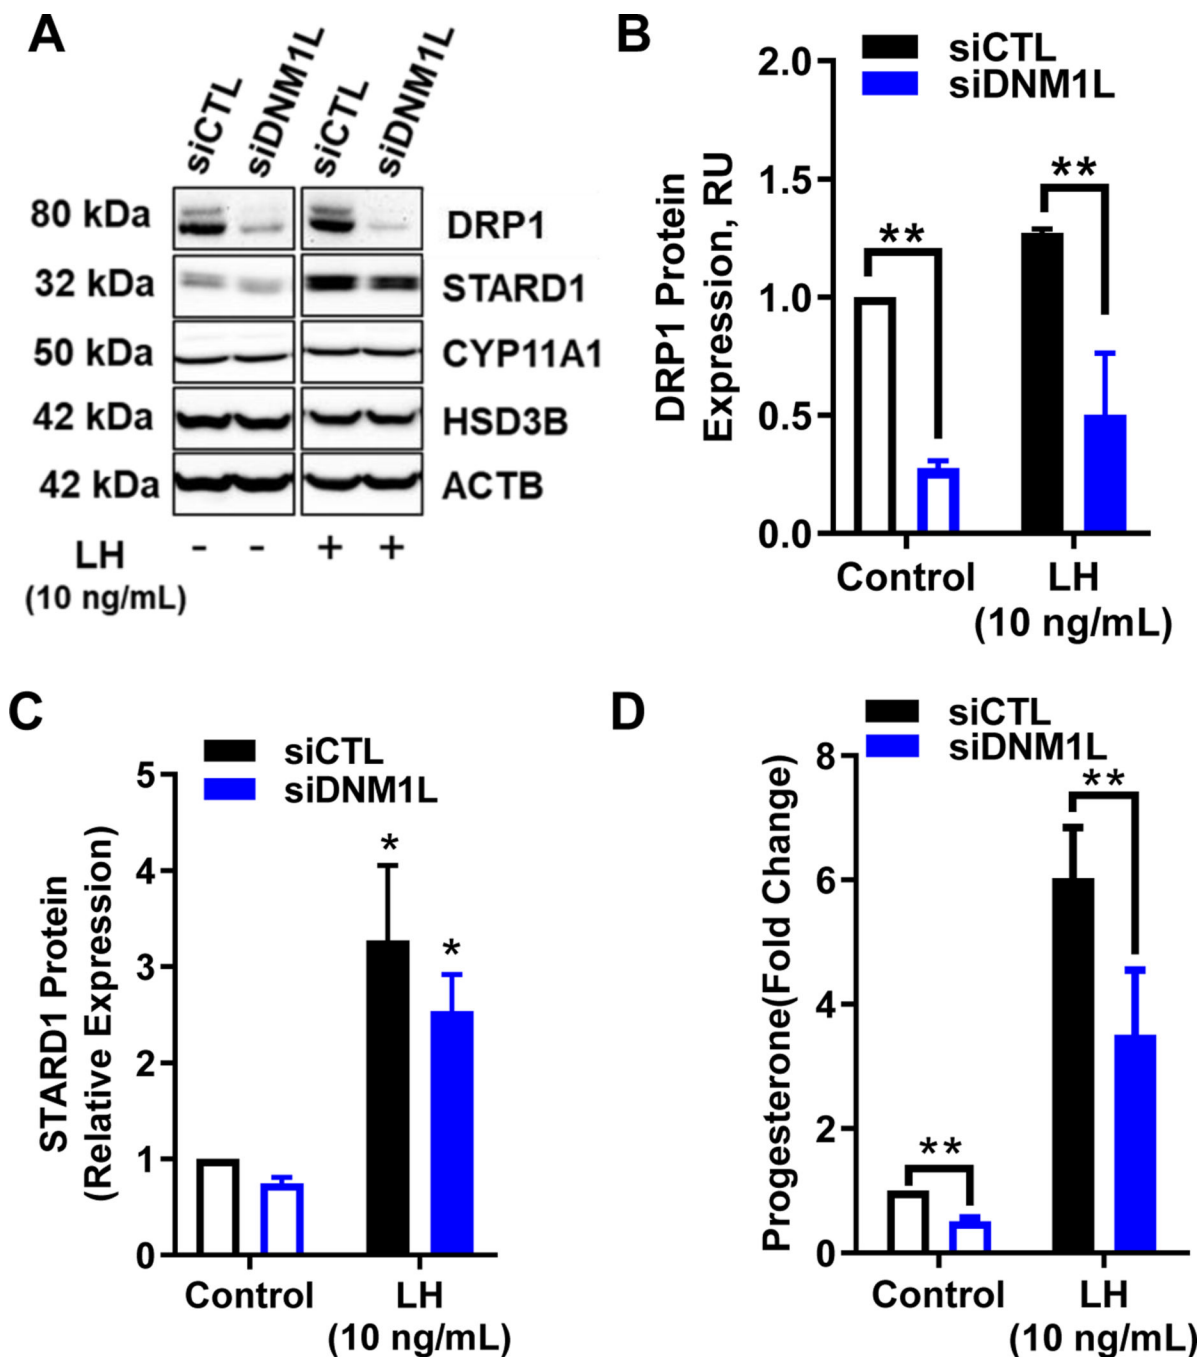 A
siCTL
siDNM1L
siCTL
siDNM1L
80 kDa
DRP1
32 kDa
STARD1
50 kDa
CYP11A1
42 kDa
HSD3B
42 kDa
ACTB
LH
- - + +
(10 ng/mL)
B
siCTL
siDNM1L
DRP1 Protein
Expression, RU
2.0
1.5
1.0
0.5
0.0
**
**
Control
LH
(10 ng/mL)
C
siCTL
siDNM1L
STARD1 Protein
(Relative Expression)
5
4
3
2
1
0
*
*
Control
LH
(10 ng/mL)
D
siCTL
siDNM1L
Progesterone(Fold Change)
8
6
4
2
0
**
**
Control
LH
(10 ng/mL)